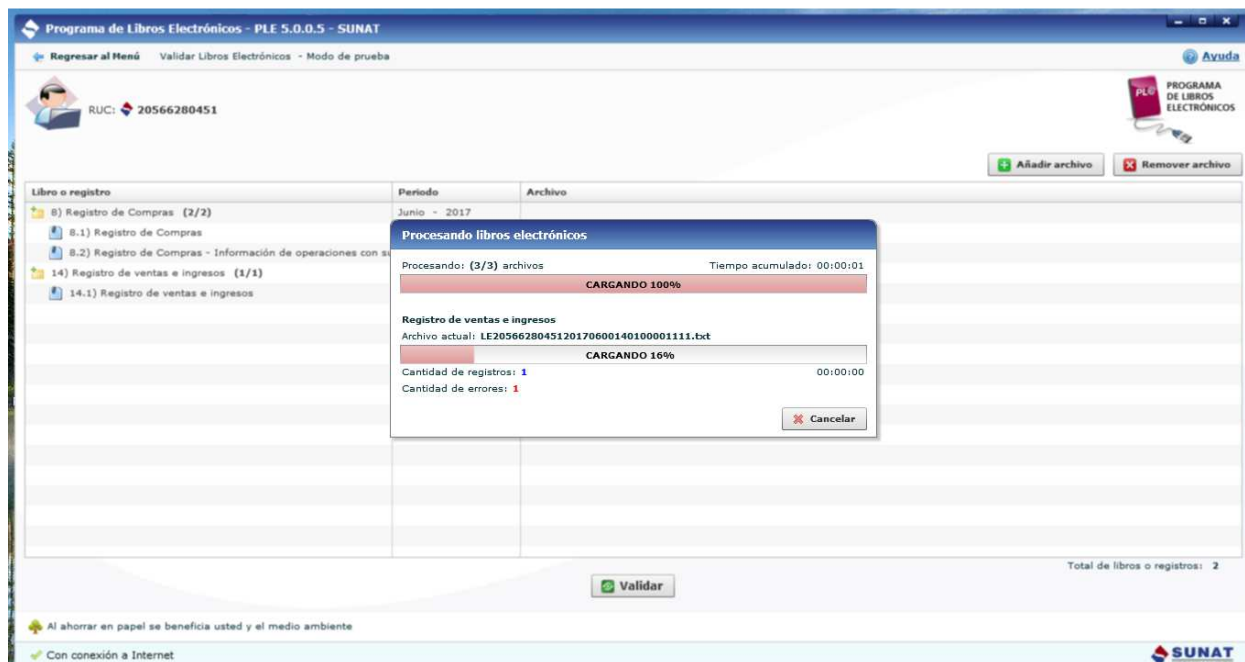 Programa de Libros Electrónicos - PLE 5.0.0.5 - SUNAT
Regresar al Menú Validar Libros Electrónicos - Modo de prueba Ayuda
RUC: 20566280451
PLE PROGRAMA
DE LIBROS
ELECTRÓNICOS
Añadir archivo Remover archivo
Libro o registro Periodo Archivo
8) Registro de Compras (2/2) Junio - 2017
8.1) Registro de Compras
8.2) Registro de Compras - Información de operaciones con
14) Registro de ventas e ingresos (1/1)
14.1) Registro de ventas e ingresos
Procesando libros electrónicos
Procesando: (3/3) archivos Tiempo acumulado: 00:00:01
CARGANDO 100%
Registro de ventas e ingresos
Archivo actual: LE2056628045120170600140100001111.txt
CARGANDO 16%
Cantidad de registros: 1 00:00:00
Cantidad de errores: 1
Cancelar
Total de libros o registros: 2
Validar
Al ahorrar en papel se beneficia usted y el medio ambiente
Con conexión a Internet SUNAT